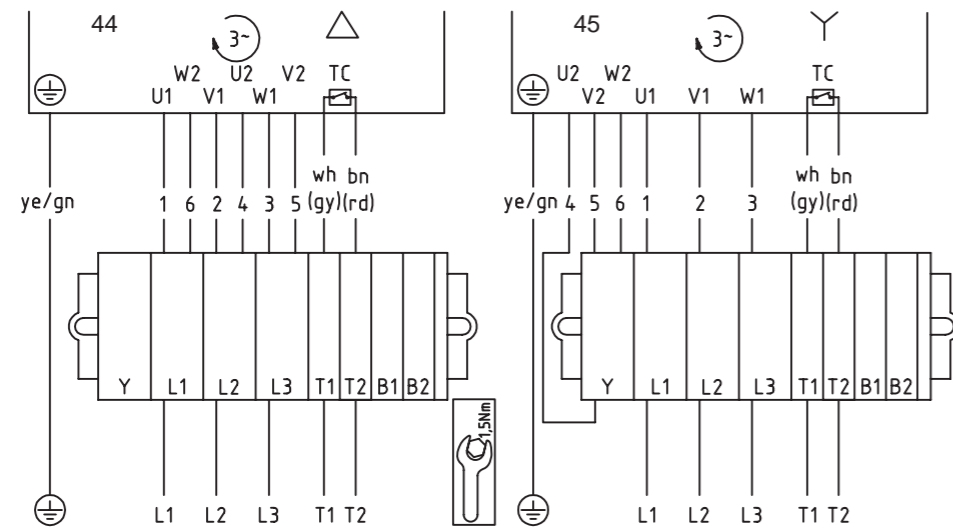 44
3~
W2 U2 V2 TC
U1 V1 W1
wh bn
ye/gn 1 6 2 4 3 5 (gy)(rd)
Y L1 L2 L3 T1 T2 B1 B2
L1 L2 L3 T1 T2
1,5Nm
45
3~
U2 W2 TC
V2 U1 V1 W1
wh bn
ye/gn 4 5 6 1 2 3 (gy)(rd)
Y L1 L2 L3 T1 T2 B1 B2
L1 L2 L3 T1 T2